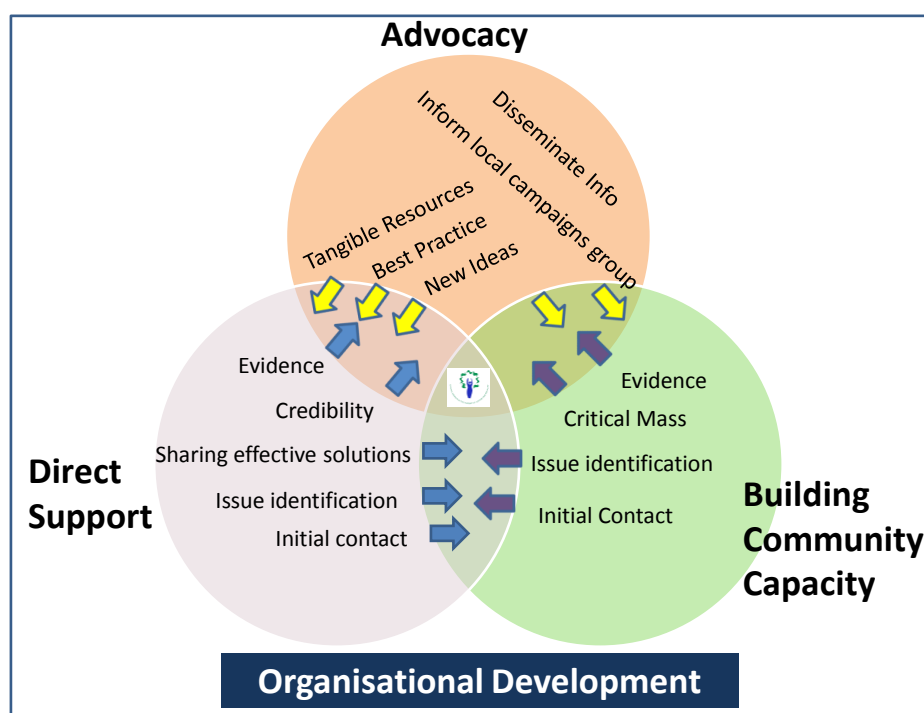 Advocacy
Disseminate Info
Inform local campaigns group
Tangible Resources
Best Practice
New Ideas
Evidence
Credibility
Sharing effective solutions
Issue identification
Initial contact
Direct
Support
Evidence
Critical Mass
Issue identification
Initial Contact
Building
Community
Capacity
Organisational Development